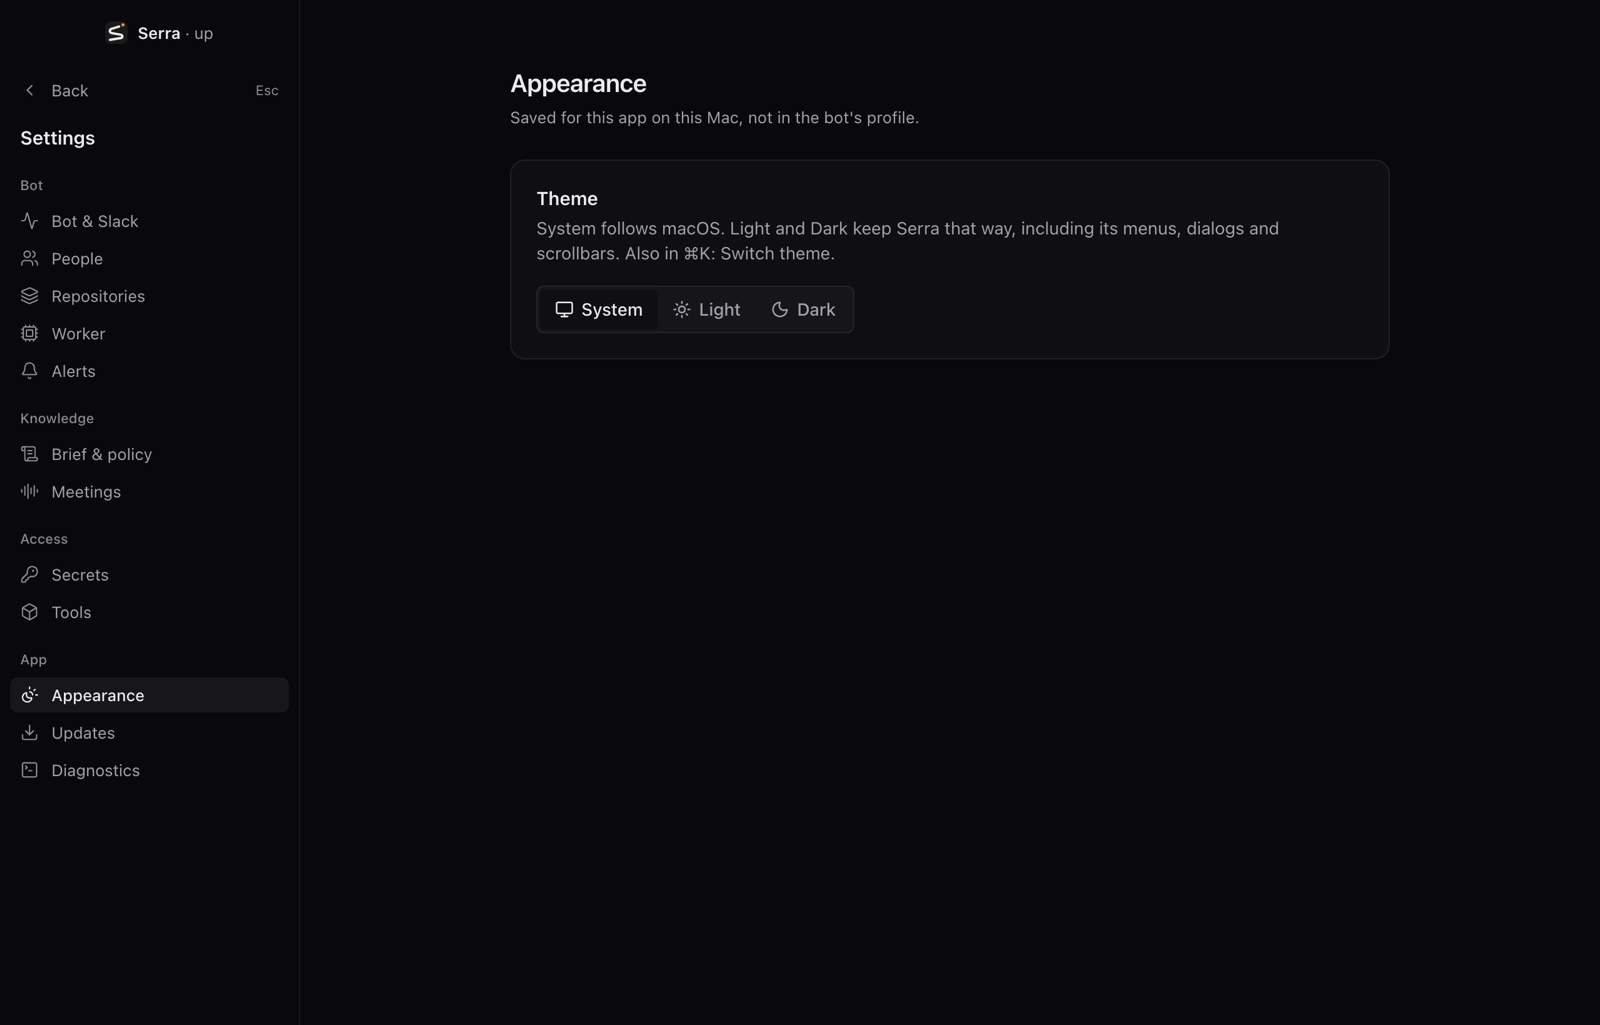 Serra · up
Back
Esc
Settings
Bot
Bot & Slack
People
Repositories
Worker
Alerts
Knowledge
Brief & policy
Meetings
Access
Secrets
Tools
App
Appearance
Updates
Diagnostics
Appearance
Saved for this app on this Mac, not in the bot's profile.
Theme
System follows macOS. Light and Dark keep Serra that way, including its menus, dialogs and
scrollbars. Also in ⌘K: Switch theme.
System
Light
Dark